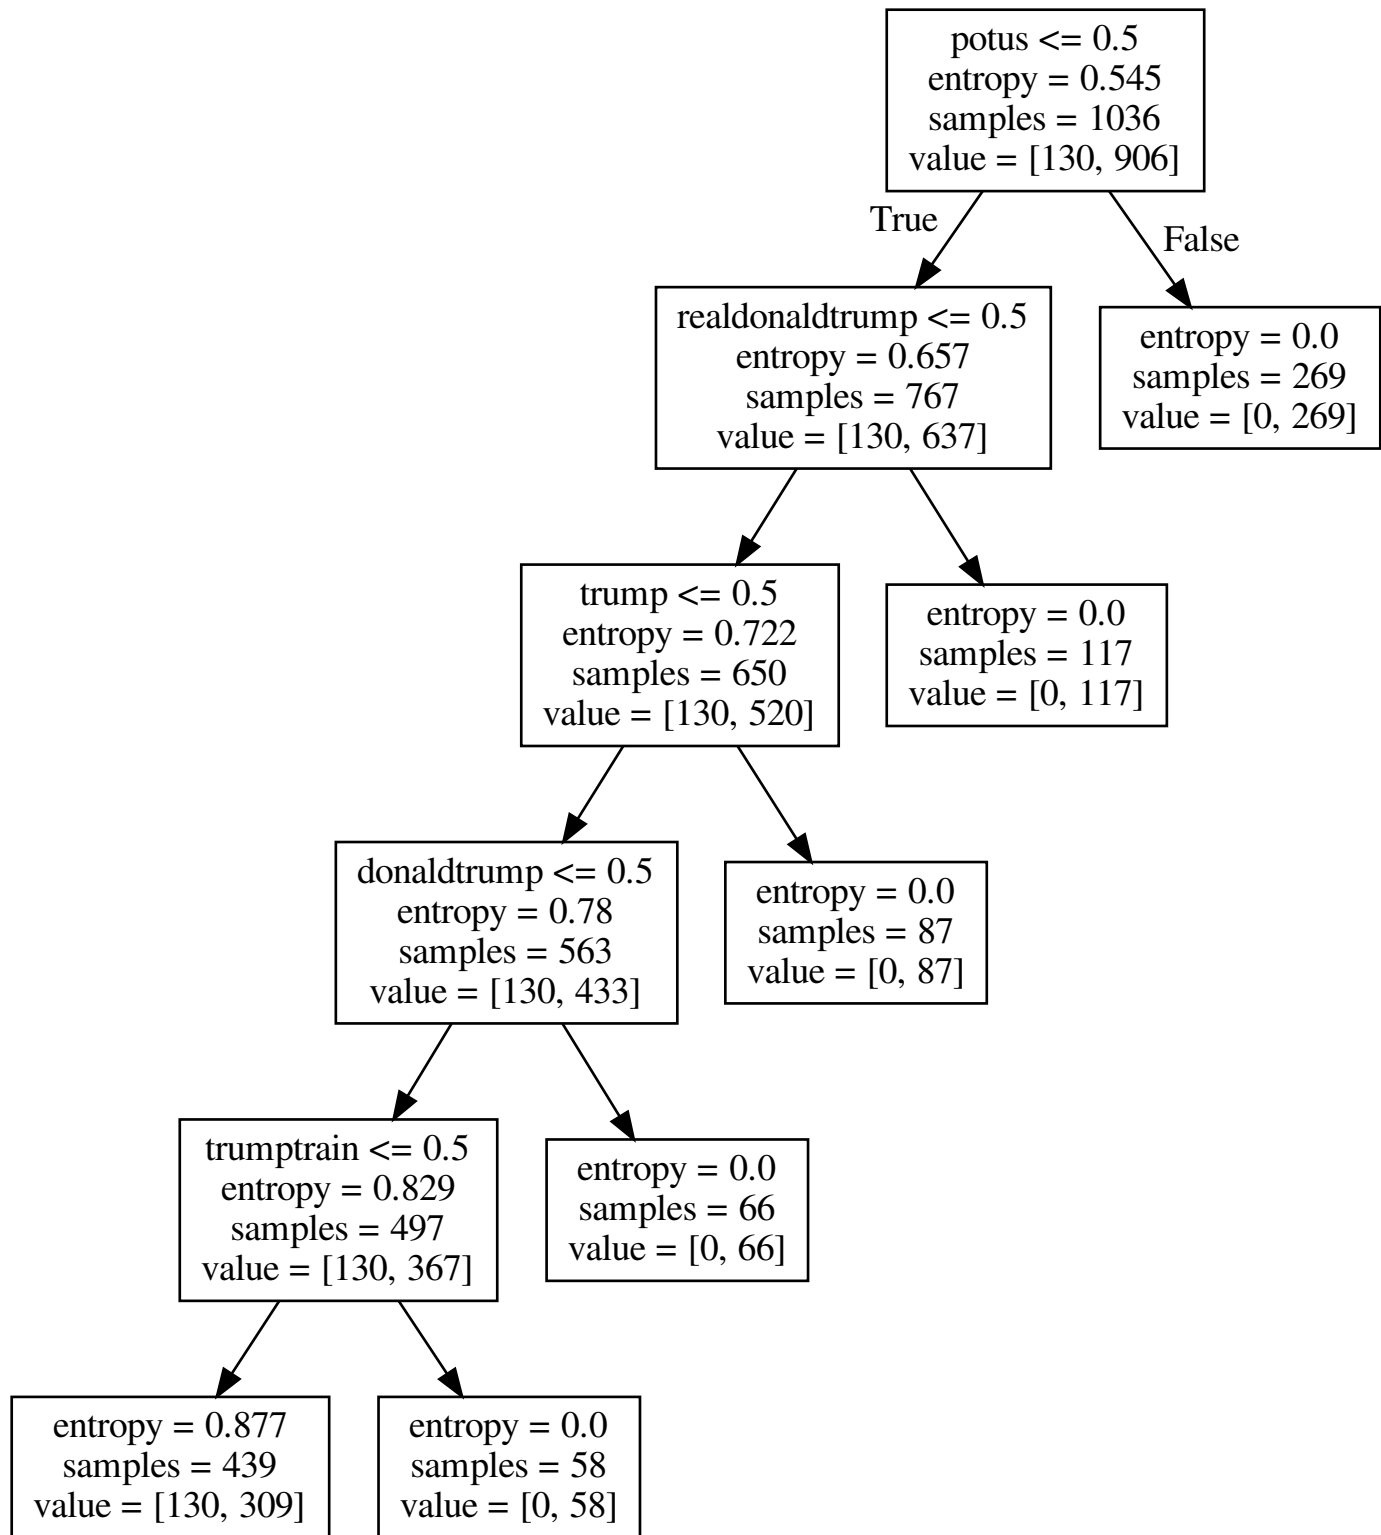 potus <= 0.5
entropy = 0.545
samples = 1036
value = [130, 906]
True
False
realdonaldtrump <= 0.5
entropy = 0.657
samples = 767
value = [130, 637]
entropy = 0.0
samples = 269
value = [0, 269]
trump <= 0.5
entropy = 0.722
samples = 650
value = [130, 520]
entropy = 0.0
samples = 117
value = [0, 117]
donaldtrump <= 0.5
entropy = 0.78
samples = 563
value = [130, 433]
entropy = 0.0
samples = 87
value = [0, 87]
trumptrain <= 0.5
entropy = 0.829
samples = 497
value = [130, 367]
entropy = 0.0
samples = 66
value = [0, 66]
entropy = 0.877
samples = 439
value = [130, 309]
entropy = 0.0
samples = 58
value = [0, 58]